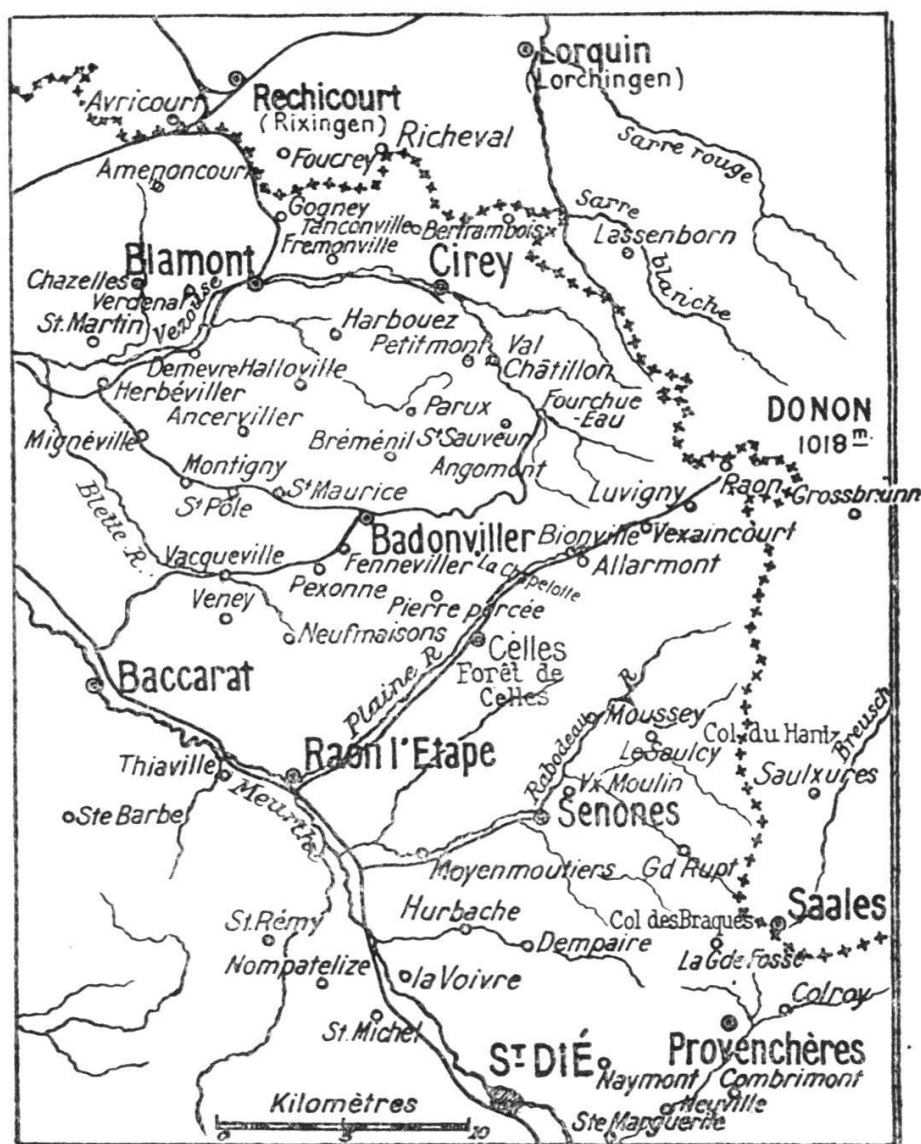 Lorquin
(Lorchingen)
Avricourt
Rechicourt
(Rixingen)
Richeval
Foucrey
Sarre rouge
Amenoncourt
Gogney
Tanconville
Bertrambois
Sarre
blanche
Lassenborn
Fremonville
Blamont
Cirey
Chazelles
Verdenal
Vezouse
St. Martin
Harbouez
Petitmont
Val
Châtillon
Demevre
Halloville
Herbéviller
Ancerviller
Parux
Fourchue
-Eau
DONON
1018 m.
Mignéville
Bréménil
St Sauveur
Angomont
Montigny
St Pôle
St Maurice
Luvigny
Raon
Grossbrunn
Blette R.
Badonviller
Bionville
Vexaincourt
Vacqueville
Fenneviller
La Chapelotte
Allarmont
Pexonne
Veney
Pierre percée
Neufmaisons
Celles
Forêt de
Celles
Plaine R
Baccarat
Moussey
Col du Hantz
Breusch
Raon l'Etape
Rabodeau R
Le Saulcy
Thiaville
Vx Moulin
Saulxures
Meurthe
Ste Barbe
Senones
Moyenmoutiers
Gd Rupt
Hurbache
St. Rémy
Col des Braques
Saales
Dempaire
La Gde Fosse
Nompatelize
la Voivre
Colroy
St. Michel
ST DIÉ
Provenchères
Naymont
Combrimont
Neuville
Ste Marguerite
Kilomètres
0 5 10